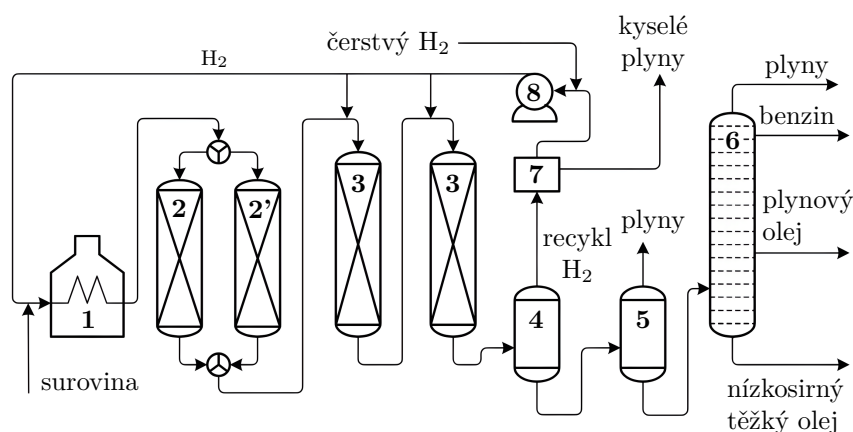 kyselé
plyny
čerstvý H₂
H₂
plyny
8
6
benzin
2
2’
3
3
7
plynový
olej
recykl
H₂
plyny
1
4
5
surovina
nízkosirný
těžký olej